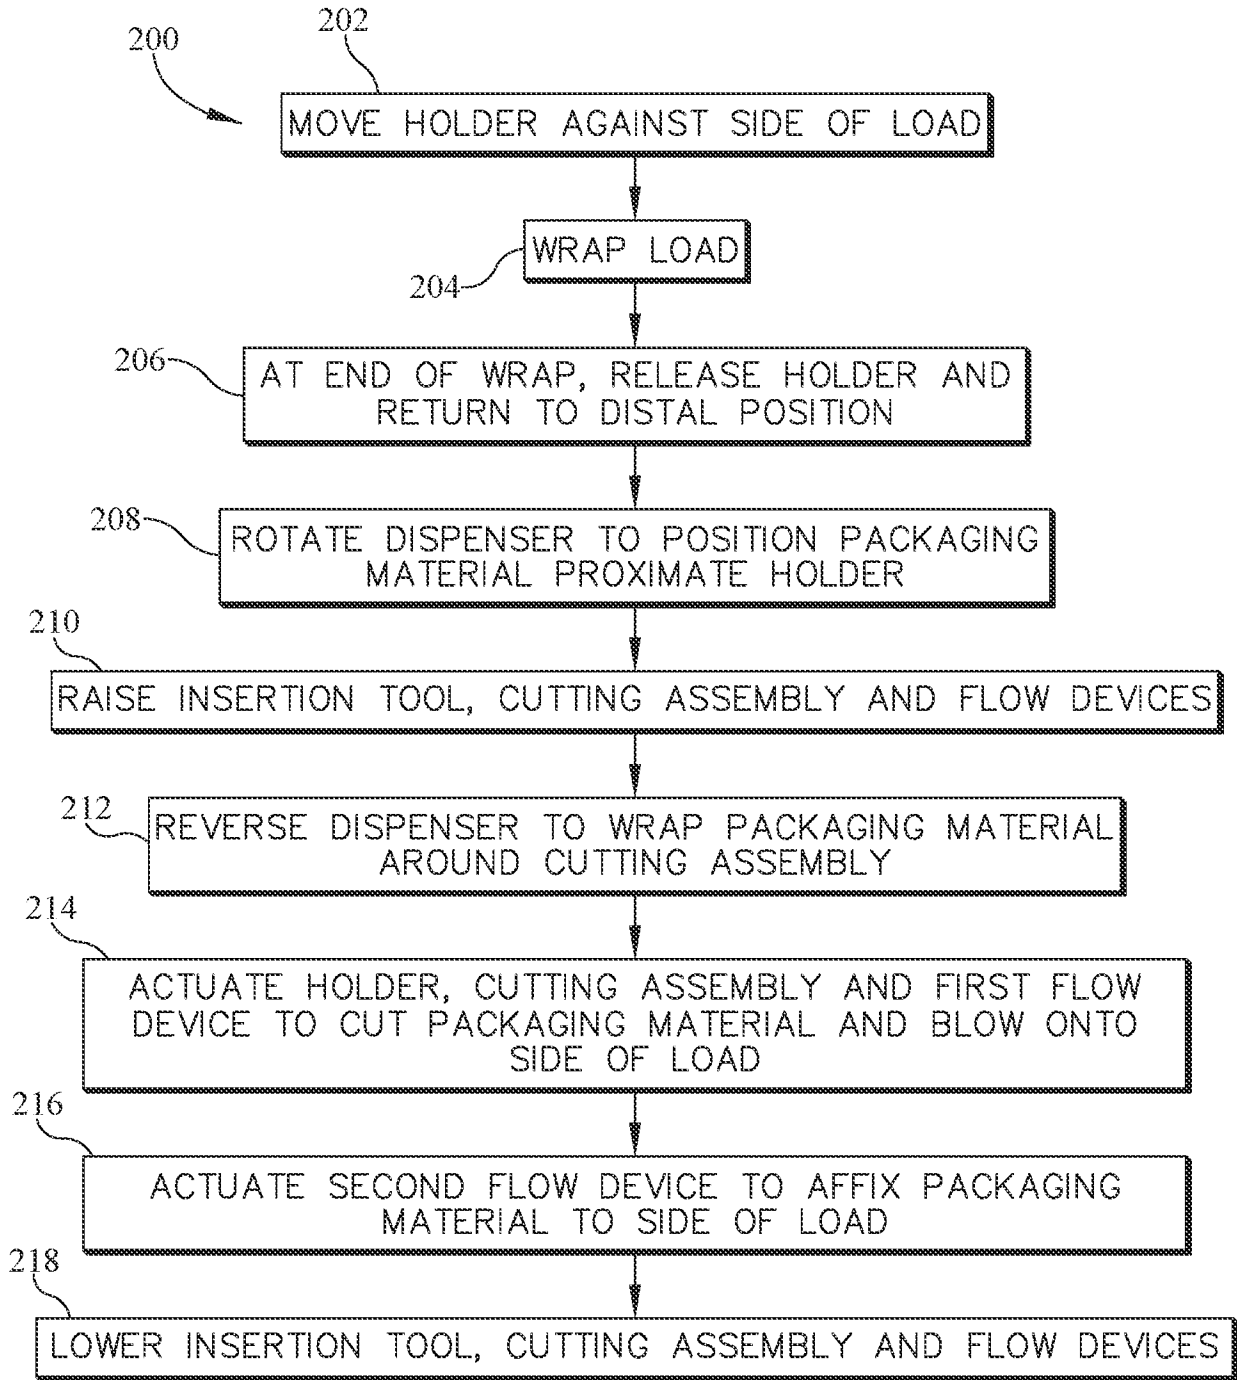 200
202
MOVE HOLDER AGAINST SIDE OF LOAD
WRAP LOAD
204
206
AT END OF WRAP, RELEASE HOLDER AND
RETURN TO DISTAL POSITION
208
ROTATE DISPENSER TO POSITION PACKAGING
MATERIAL PROXIMATE HOLDER
210
RAISE INSERTION TOOL, CUTTING ASSEMBLY AND FLOW DEVICES
212
REVERSE DISPENSER TO WRAP PACKAGING MATERIAL
AROUND CUTTING ASSEMBLY
214
ACTUATE HOLDER, CUTTING ASSEMBLY AND FIRST FLOW
DEVICE TO CUT PACKAGING MATERIAL AND BLOW ONTO
SIDE OF LOAD
216
ACTUATE SECOND FLOW DEVICE TO AFFIX PACKAGING
MATERIAL TO SIDE OF LOAD
218
LOWER INSERTION TOOL, CUTTING ASSEMBLY AND FLOW DEVICES